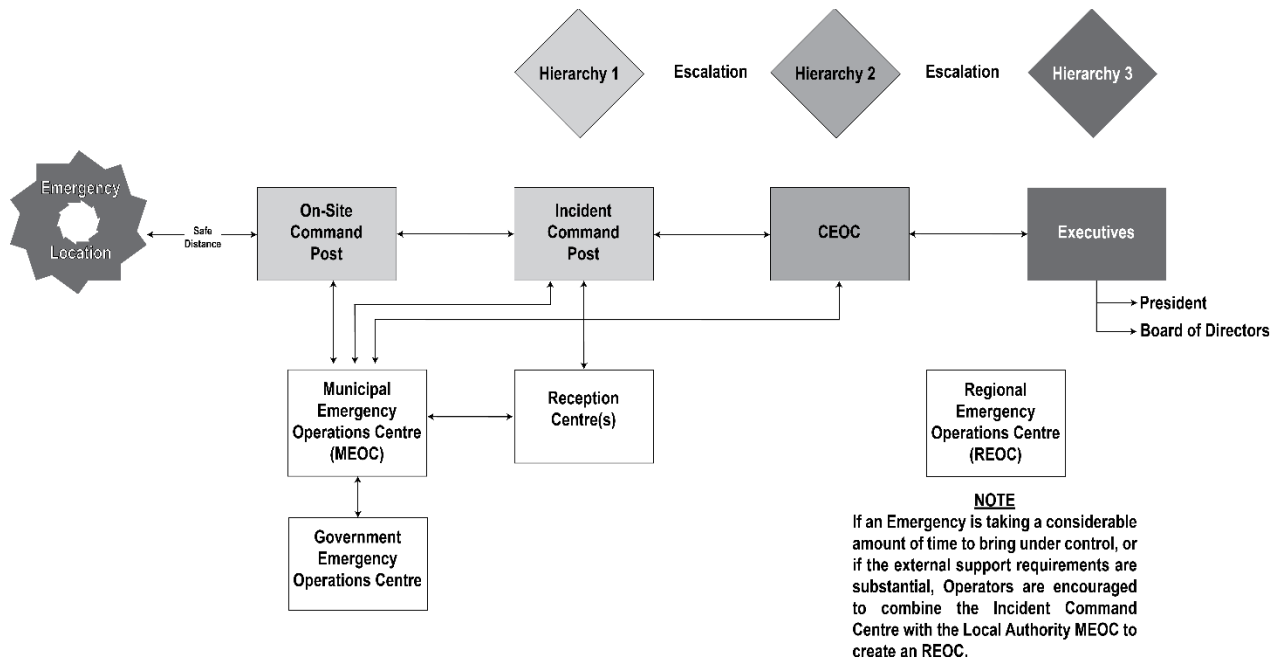 Hierarchy 1
Escalation
Hierarchy 2
Escalation
Hierarchy 3
Emergency
Location
Safe
Distance
On-Site
Command
Post
Incident
Command
Post
CEOC
Executives
President
Board of Directors
Municipal
Emergency
Operations Centre
(MEOC)
Reception
Centre(s)
Regional
Emergency
Operations Centre
(REOC)
Government
Emergency
Operations Centre
NOTE
If an Emergency is taking a considerable
amount of time to bring under control, or
if the external support requirements are
substantial, Operators are encouraged
to combine the Incident Command
Centre with the Local Authority MEOC to
create an REOC.